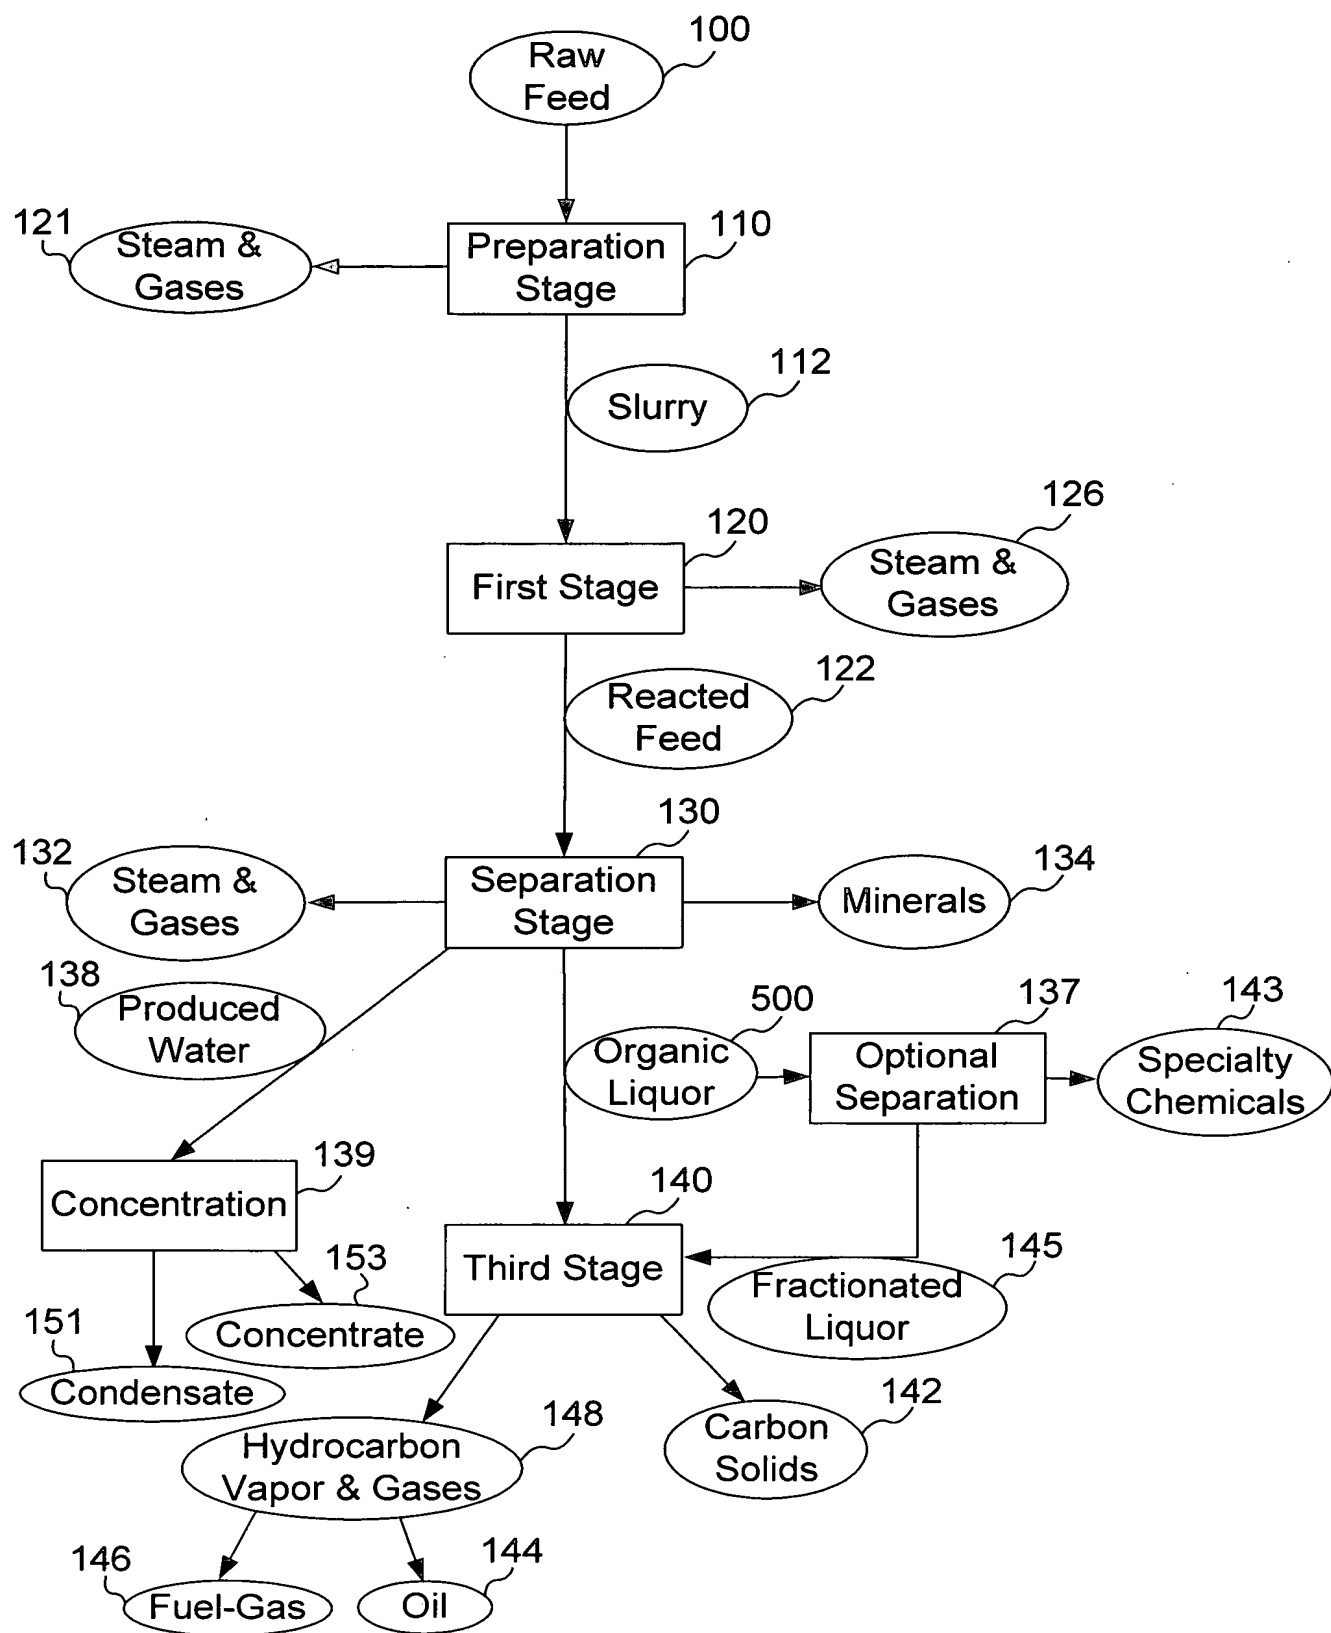 100
Raw
Feed
121
Steam &
Gases
Preparation
Stage
110
112
Slurry
126
120
First Stage
Steam &
Gases
122
Reacted
Feed
130
132
Steam &
Gases
Separation
Stage
134
Minerals
138
Produced
Water
500
Organic
Liquor
137
Optional
Separation
143
Specialty
Chemicals
139
Concentration
140
Third Stage
145
Fractionated
Liquor
153
Concentrate
151
Condensate
148
Hydrocarbon
Vapor & Gases
142
Carbon
Solids
146
Fuel-Gas
144
Oil